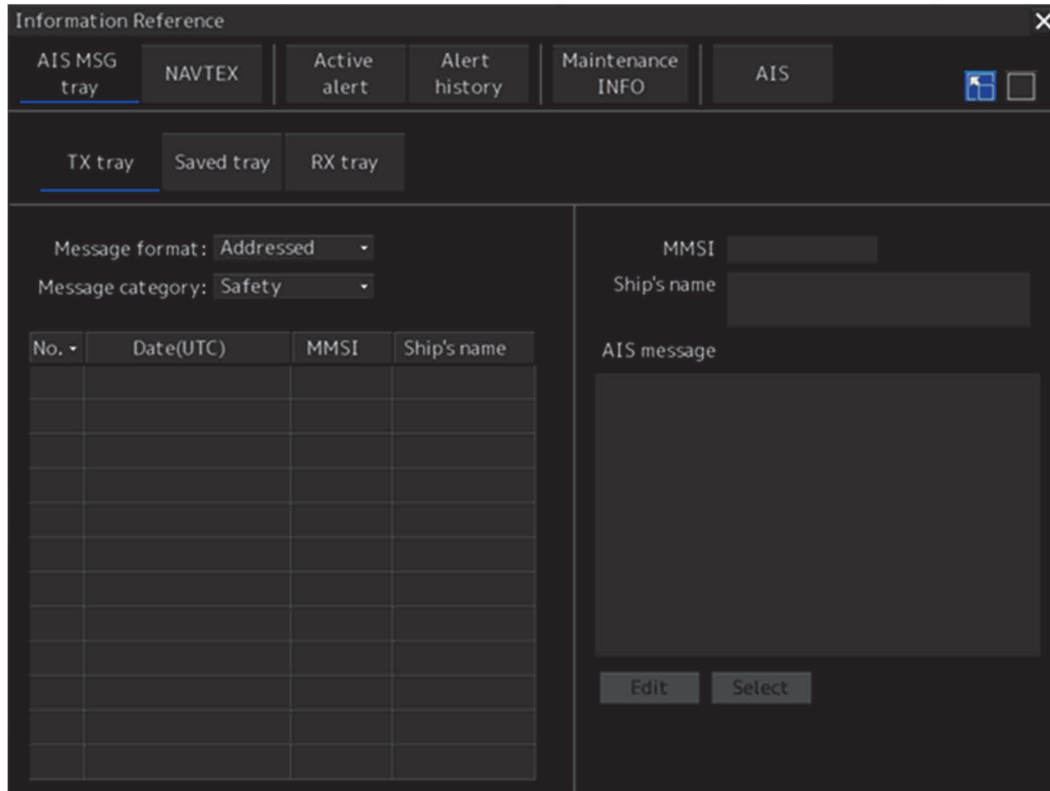 Information Reference
AIS MSG tray
NAVTEX
Active alert
Alert history
Maintenance INFO
AIS
TX tray
Saved tray
RX tray
Message format: Addressed
Message category: Safety
No. Date(UTC) MMSI Ship's name
MMSI
Ship's name
AIS message
Edit Select